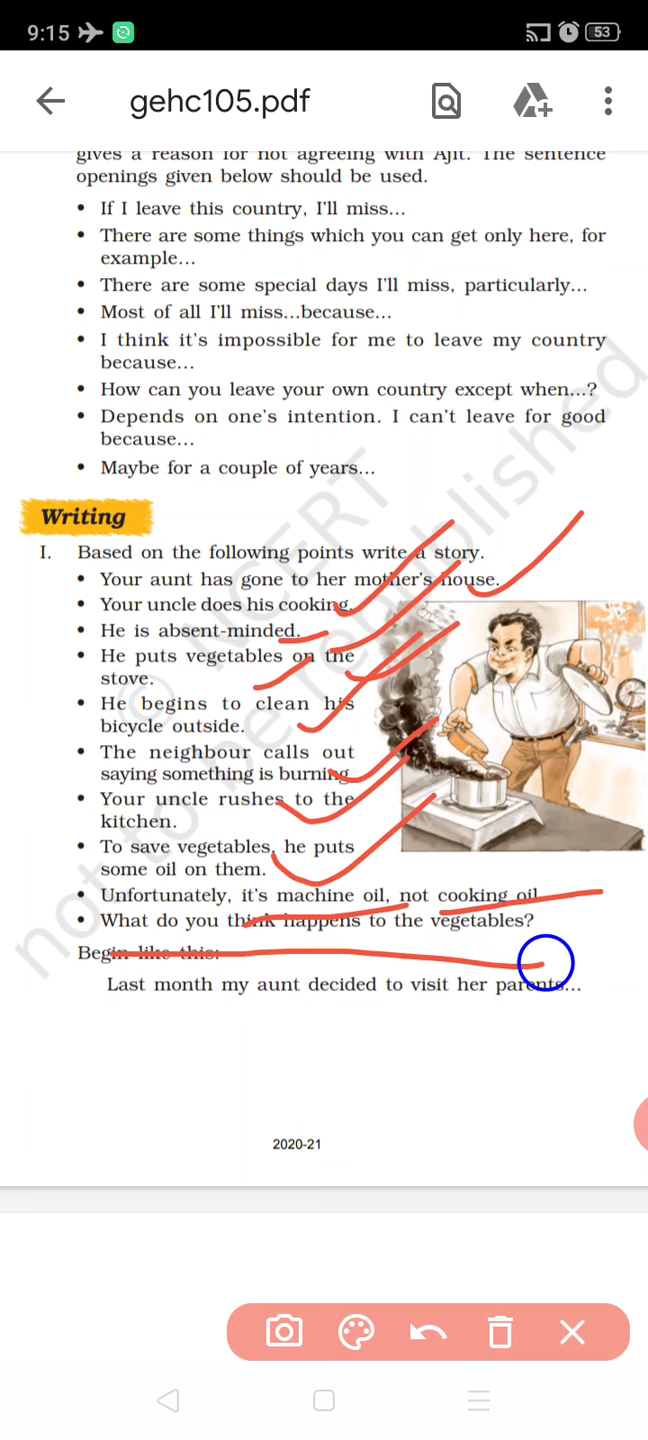 9:15
53
gehc105.pdf
gives a reason for not agreeing with Ajit. The sentence
openings given below should be used.
• If I leave this country, I'll miss...
• There are some things which you can get only here, for
example...
• There are some special days I'll miss, particularly...
• Most of all I'll miss...because...
• I think it's impossible for me to leave my country
because...
• How can you leave your own country except when...?
• Depends on one's intention. I can't leave for good
because...
• Maybe for a couple of years...
Writing
I. Based on the following points write a story.
• Your aunt has gone to her mother's house.
• Your uncle does his cooking.
• He is absent-minded.
• He puts vegetables on the
stove.
• He begins to clean his
bicycle outside.
• The neighbour calls out
saying something is burning.
• Your uncle rushes to the
kitchen.
• To save vegetables, he puts
some oil on them.
• Unfortunately, it's machine oil, not cooking oil.
• What do you think happens to the vegetables?
Begin like this:
Last month my aunt decided to visit her parents...
© NCERT
not to be republished
2020-21